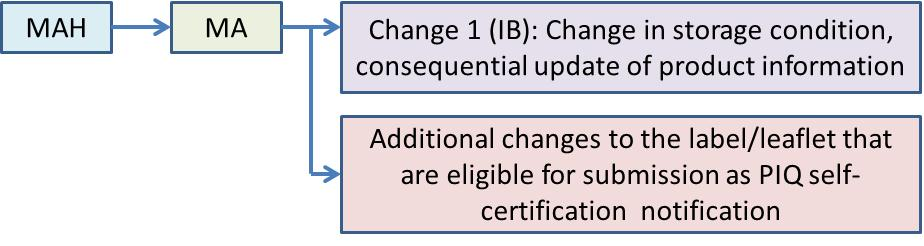 MAH
MA
Change 1 (IB): Change in storage condition,
consequential update of product information
Additional changes to the label/leaflet that
are eligible for submission as PIQ self-
certification  notification